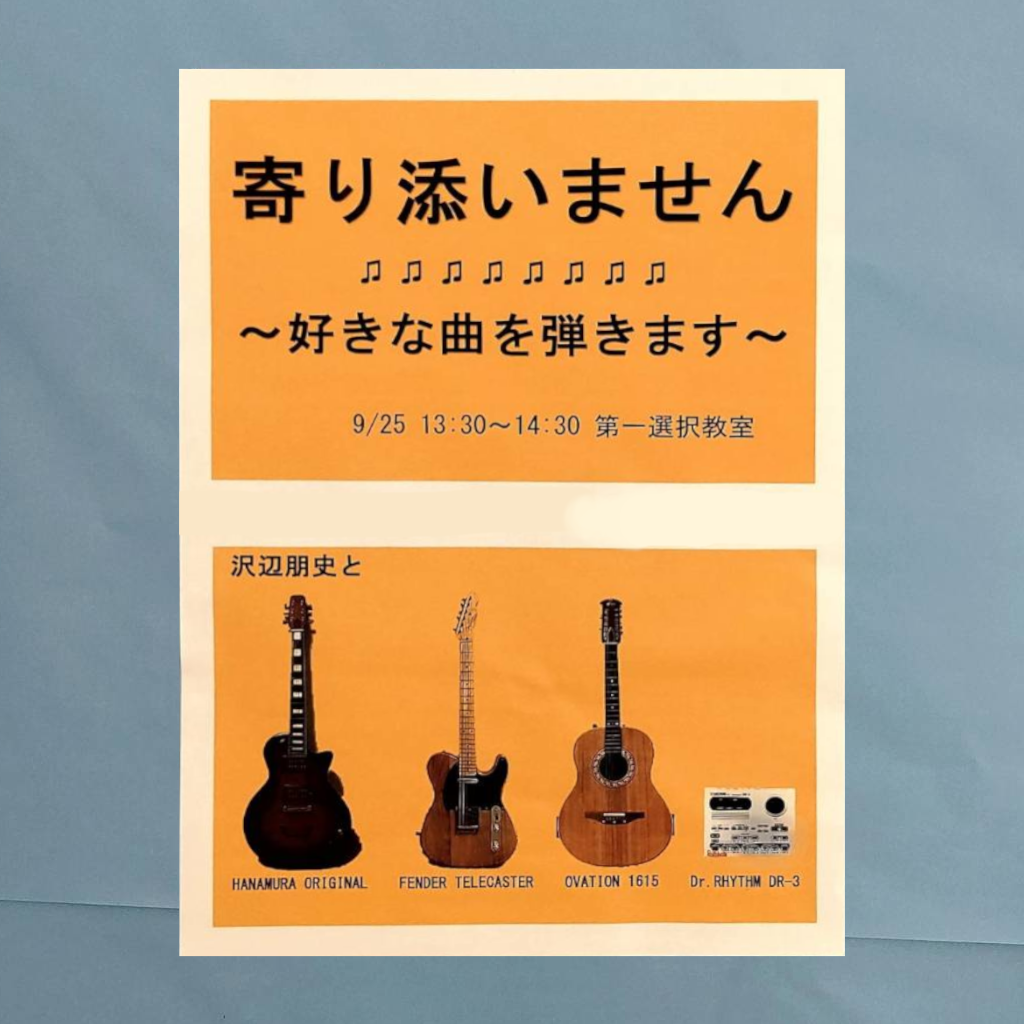 寄り添いません
♫ ♫ ♫ ♫ ♫ ♫ ♫ ♫
～好きな曲を弾きます～
9/25 13:30～14:30 第一選択教室
沢辺朋史と
HANAMURA ORIGINAL FENDER TELECASTER OVATION 1615 Dr.RHYTHM DR-3